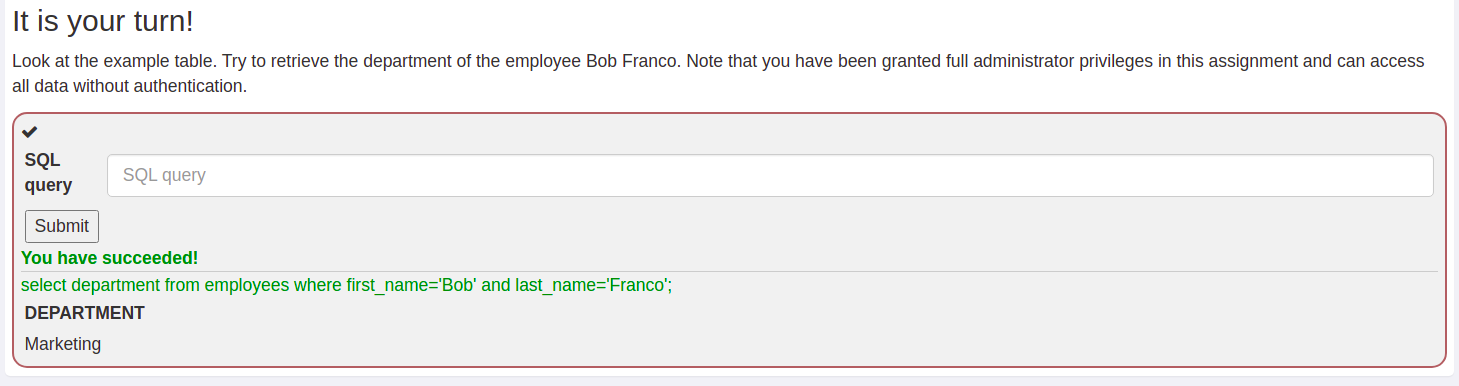 It is your turn!
Look at the example table. Try to retrieve the department of the employee Bob Franco. Note that you have been granted full administrator privileges in this assignment and can access
all data without authentication.
SQL
query
SQL query
Submit
You have succeeded!
select department from employees where first_name='Bob' and last_name='Franco';
DEPARTMENT
Marketing